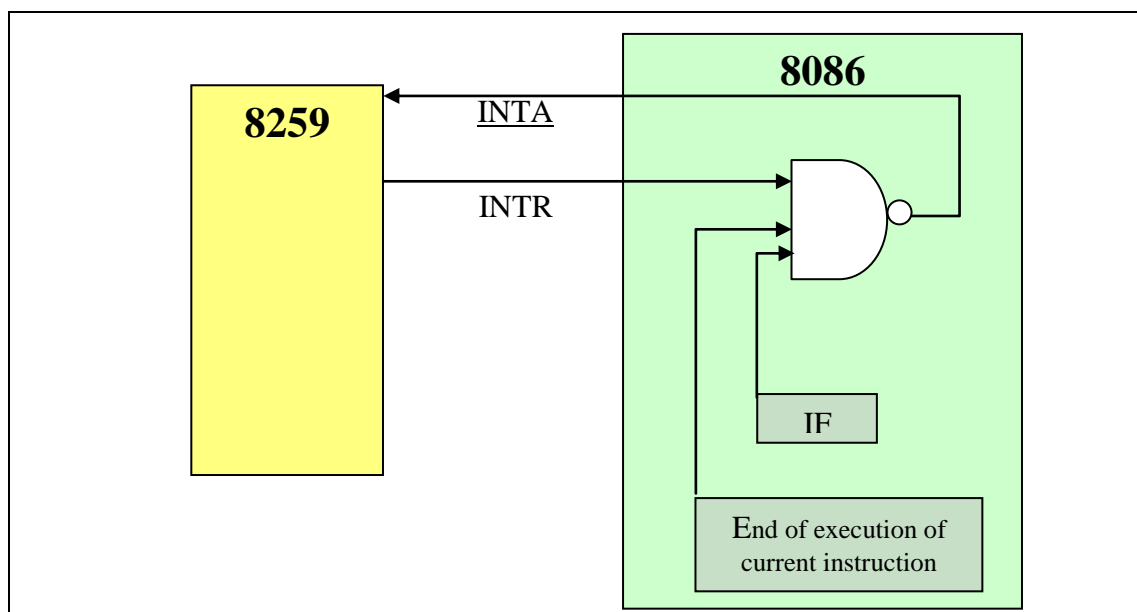 8086
8259
INTA
INTR
IF
End of execution of
current instruction